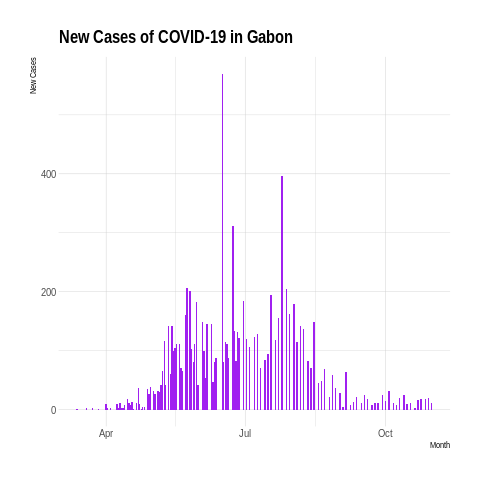 New Cases of COVID-19 in Gabon
New Cases
400
200
0
Apr
Jul
Oct
Month